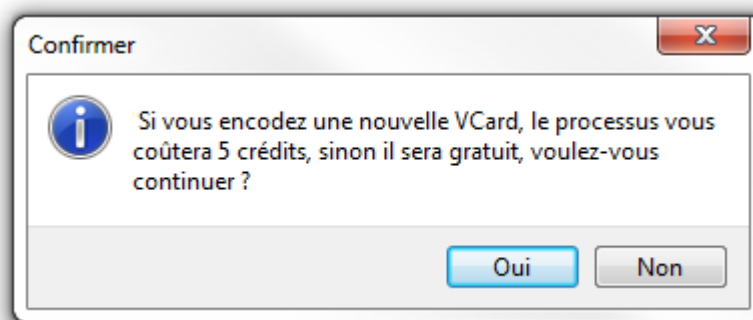 Confirmer
Si vous encodez une nouvelle VCard, le processus vous
coûtera 5 crédits, sinon il sera gratuit, voulez-vous
continuer ?
Oui
Non